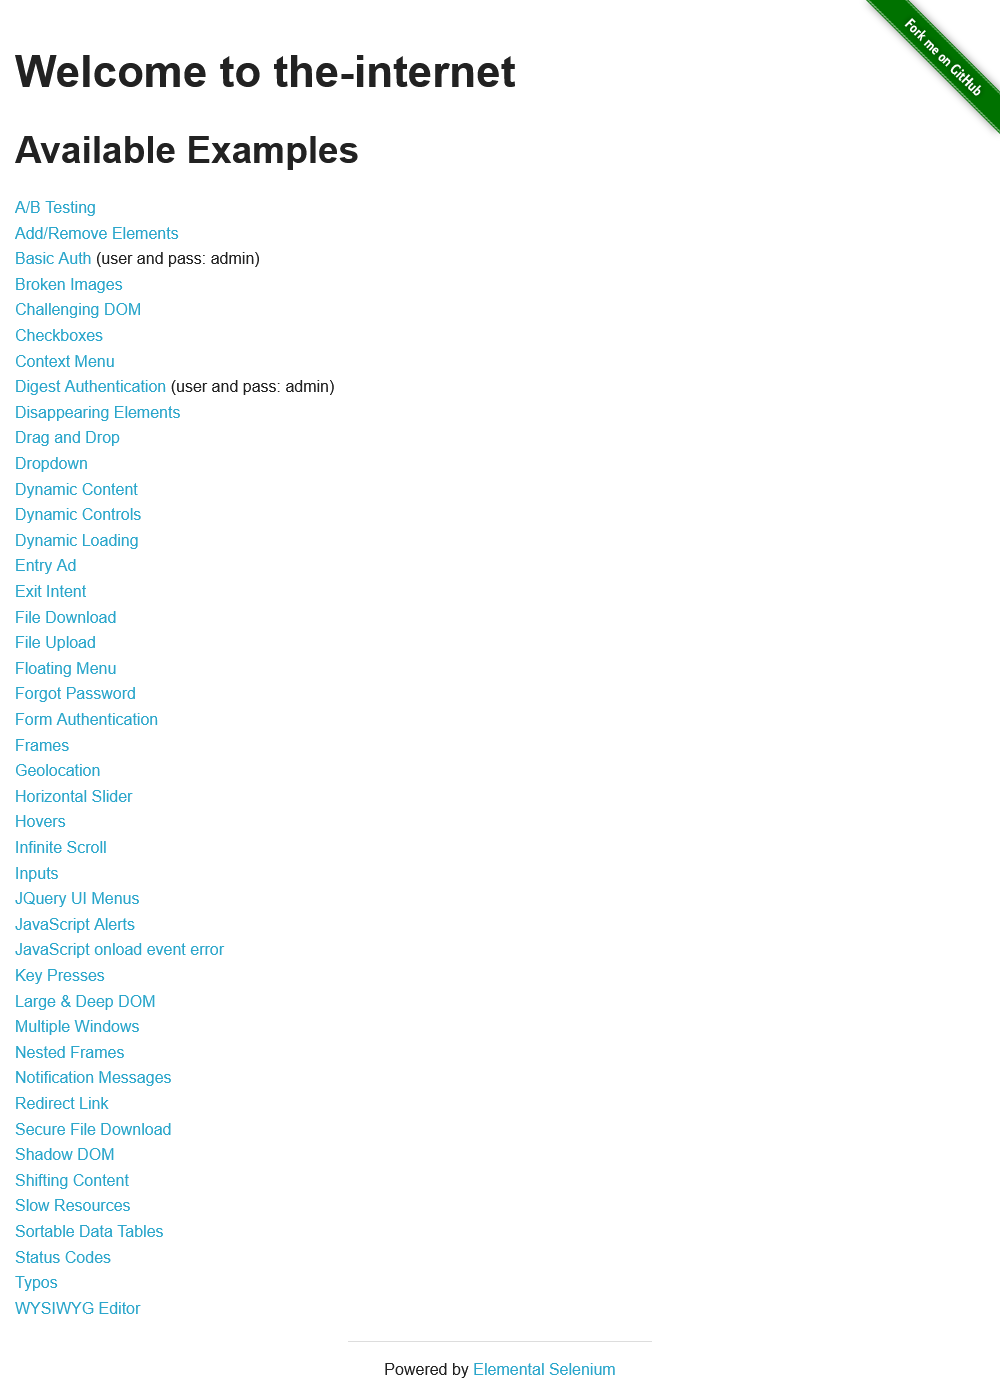 Fork me on GitHub
Welcome to the-internet
Available Examples
A/B Testing
Add/Remove Elements
Basic Auth (user and pass: admin)
Broken Images
Challenging DOM
Checkboxes
Context Menu
Digest Authentication (user and pass: admin)
Disappearing Elements
Drag and Drop
Dropdown
Dynamic Content
Dynamic Controls
Dynamic Loading
Entry Ad
Exit Intent
File Download
File Upload
Floating Menu
Forgot Password
Form Authentication
Frames
Geolocation
Horizontal Slider
Hovers
Infinite Scroll
Inputs
JQuery UI Menus
JavaScript Alerts
JavaScript onload event error
Key Presses
Large & Deep DOM
Multiple Windows
Nested Frames
Notification Messages
Redirect Link
Secure File Download
Shadow DOM
Shifting Content
Slow Resources
Sortable Data Tables
Status Codes
Typos
WYSIWYG Editor
Powered by Elemental Selenium